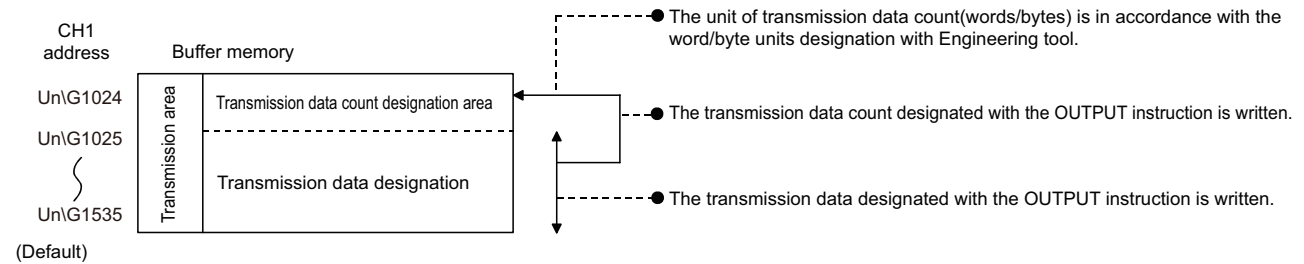 The unit of transmission data count(words/bytes) is in accordance with the
word/byte units designation with Engineering tool.
CH1
address
Buffer memory
Un\G1024
Transmission area
Transmission data count designation area
The transmission data count designated with the OUTPUT instruction is written.
Un\G1025
Transmission data designation
Un\G1535
The transmission data designated with the OUTPUT instruction is written.
(Default)